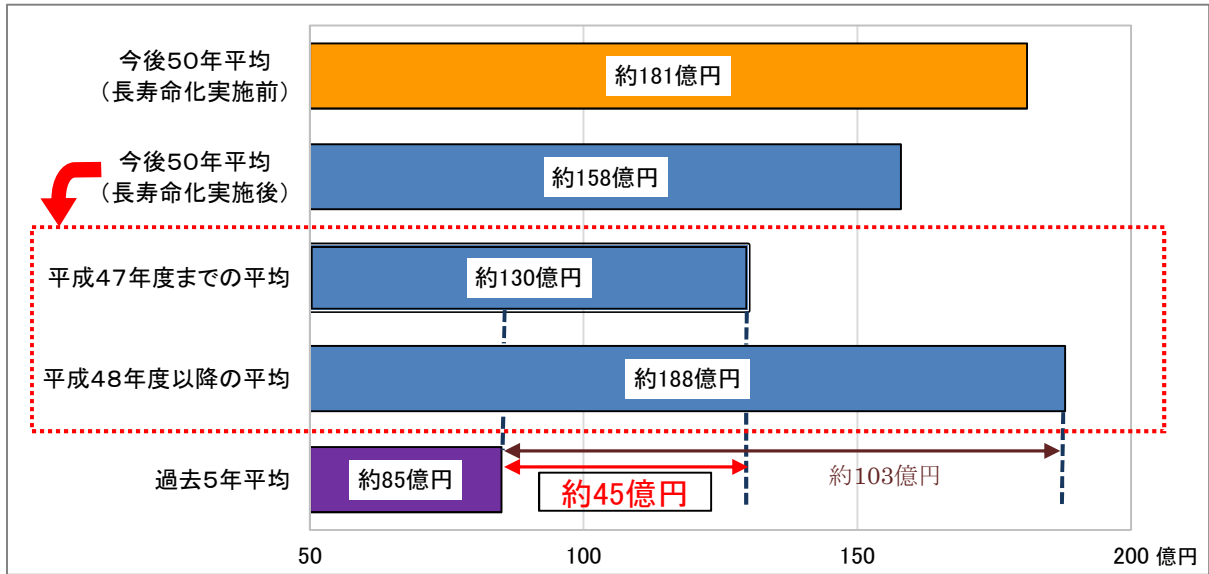 今後50年平均
（長寿命化実施前）
約181億円
今後50年平均
（長寿命化実施後）
約158億円
平成47年度までの平均
約130億円
平成48年度以降の平均
約188億円
過去5年平均
約85億円
約45億円
約103億円
50
100
150
200 億円